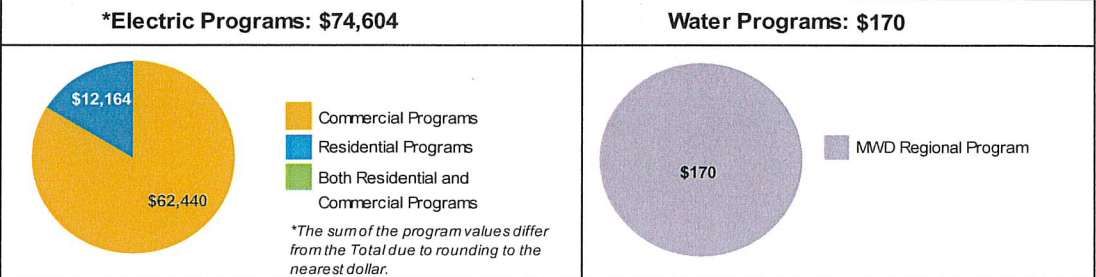 *Electric Programs: $74,604
$12,164
$62,440
Commercial Programs
Residential Programs
Both Residential and
Commercial Programs
*The sum of the program values differ
from the Total due to rounding to the
nearest dollar.
Water Programs: $170
$170
MWD Regional Program